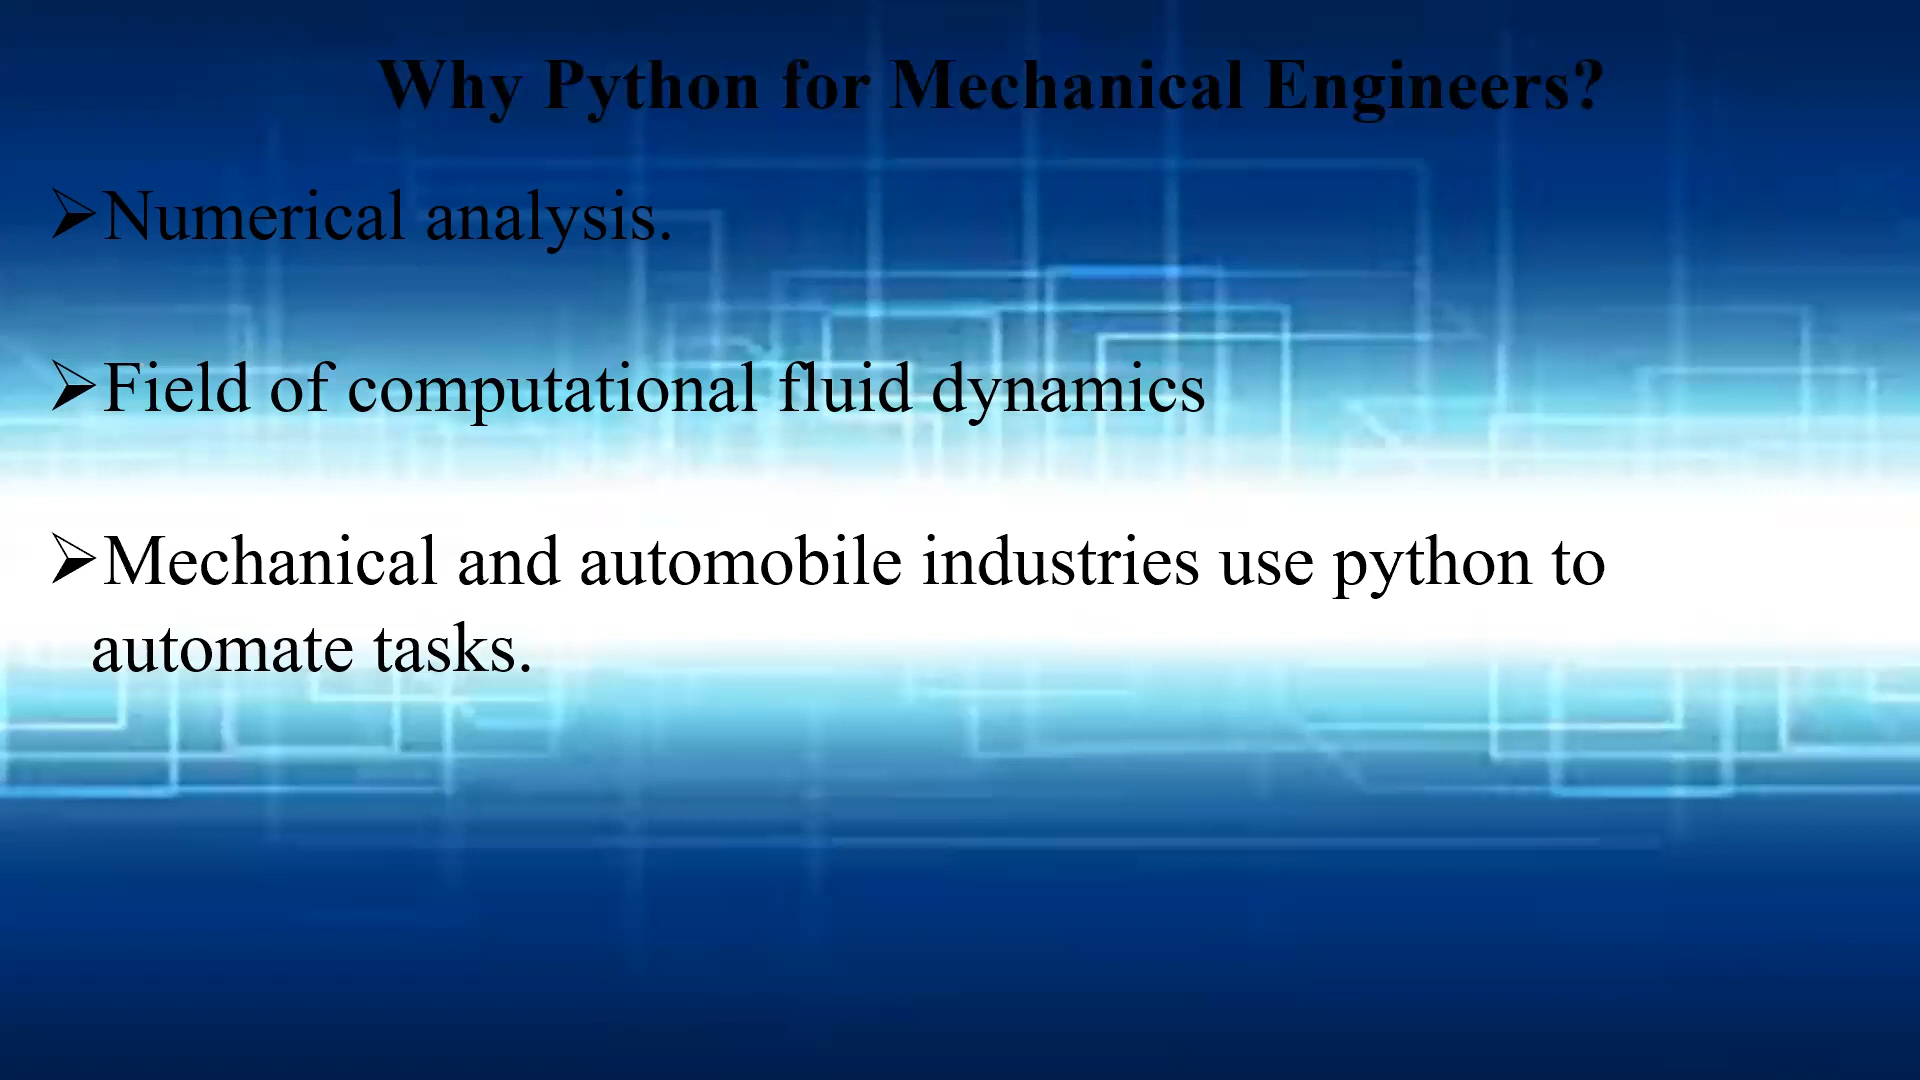 Why Python for Mechanical Engineers?
➢Numerical analysis.
➢Field of computational fluid dynamics
➢Mechanical and automobile industries use python to
automate tasks.